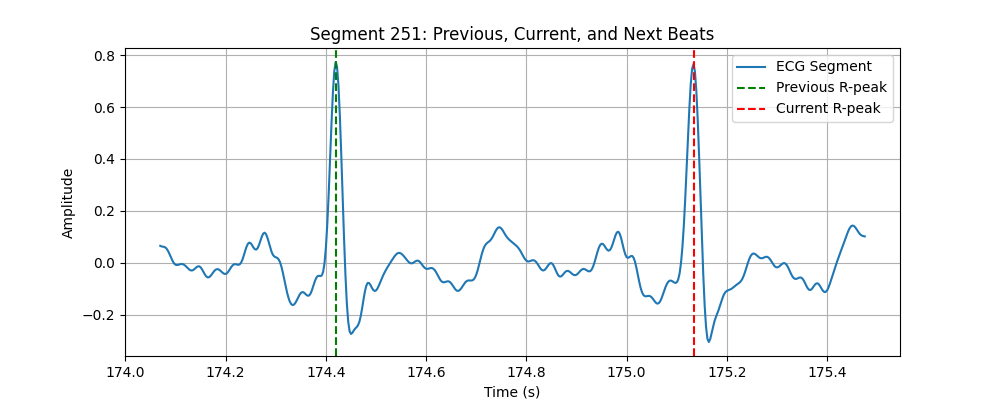 Segment 251: Previous, Current, and Next Beats
ECG Segment
Previous R-peak
Current R-peak
Amplitude
0.8
0.6
0.4
0.2
0.0
−0.2
174.0 174.2 174.4 174.6 174.8 175.0 175.2 175.4
Time (s)